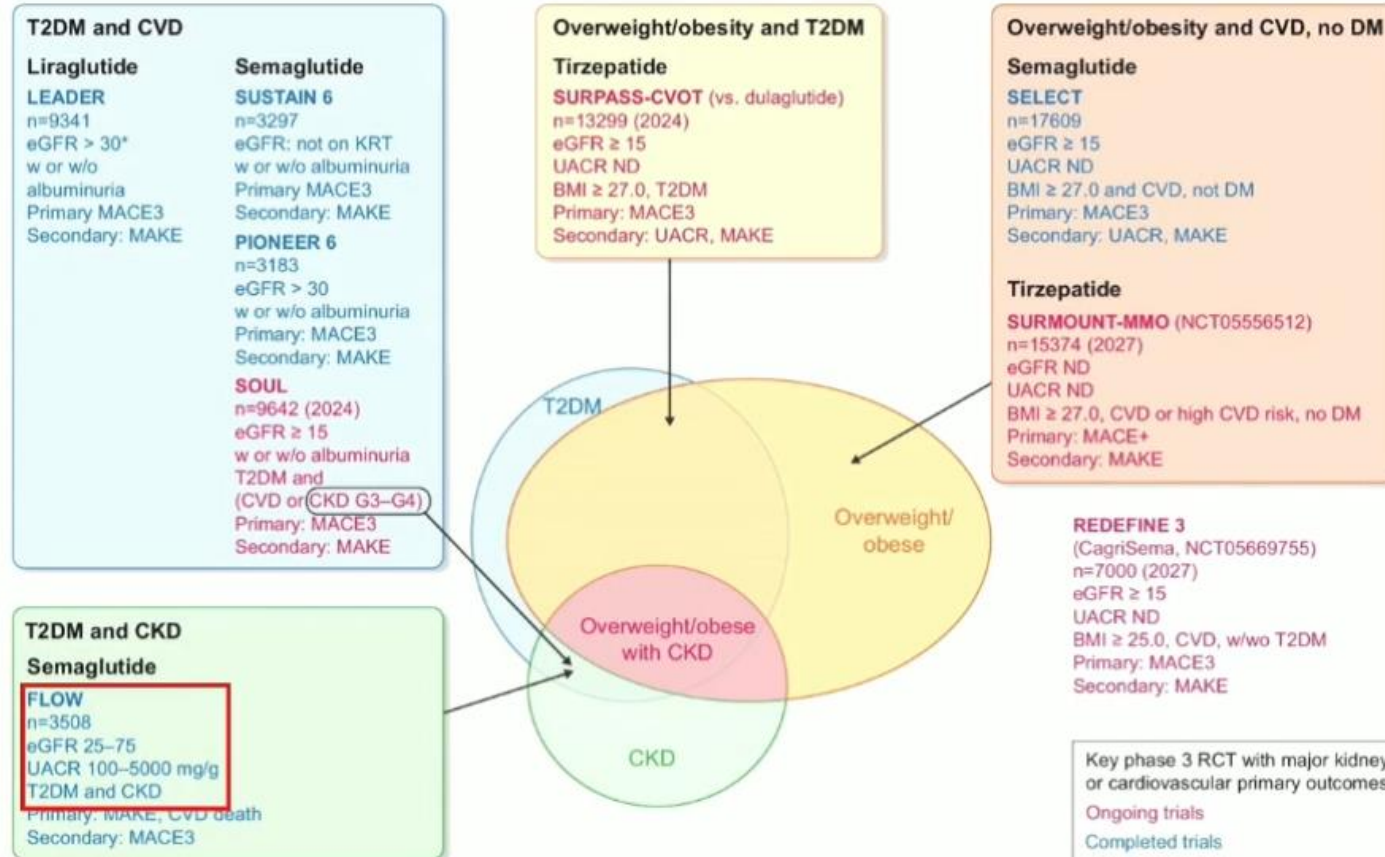 T2DM and CVD
Liraglutide
LEADER
n=9341
eGFR > 30*
w or w/o
albuminuria
Primary MACE3
Secondary: MAKE
Semaglutide
SUSTAIN 6
n=3297
eGFR: not on KRT
w or w/o albuminuria
Primary MACE3
Secondary: MAKE
PIONEER 6
n=3183
eGFR > 30
w or w/o albuminuria
Primary: MACE3
Secondary: MAKE
SOUL
n=9642 (2024)
eGFR ≥ 15
w or w/o albuminuria
T2DM and
(CVD or CKD G3–G4)
Primary: MACE3
Secondary: MAKE
Overweight/obesity and T2DM
Tirzepatide
SURPASS-CVOT (vs. dulaglutide)
n=13299 (2024)
eGFR ≥ 15
UACR ND
BMI ≥ 27.0, T2DM
Primary: MACE3
Secondary: UACR, MAKE
Overweight/obesity and CVD, no DM
Semaglutide
SELECT
n=17609
eGFR ≥ 15
UACR ND
BMI ≥ 27.0 and CVD, not DM
Primary: MACE3
Secondary: UACR, MAKE
Tirzepatide
SURMOUNT-MMO (NCT05556512)
n=15374 (2027)
eGFR ND
UACR ND
BMI ≥ 27.0, CVD or high CVD risk, no DM
Primary: MACE+
Secondary: MAKE
T2DM
Overweight/
obese
Overweight/obese
with CKD
CKD
REDEFINE 3
(CagriSema, NCT05669755)
n=7000 (2027)
eGFR ≥ 15
UACR ND
BMI ≥ 25.0, CVD, w/wo T2DM
Primary: MACE3
Secondary: MAKE
T2DM and CKD
Semaglutide
FLOW
n=3508
eGFR 25–75
UACR 100–5000 mg/g
T2DM and CKD
Primary: MAKE, CVD death
Secondary: MACE3
Key phase 3 RCT with major kidney
or cardiovascular primary outcomes
Ongoing trials
Completed trials